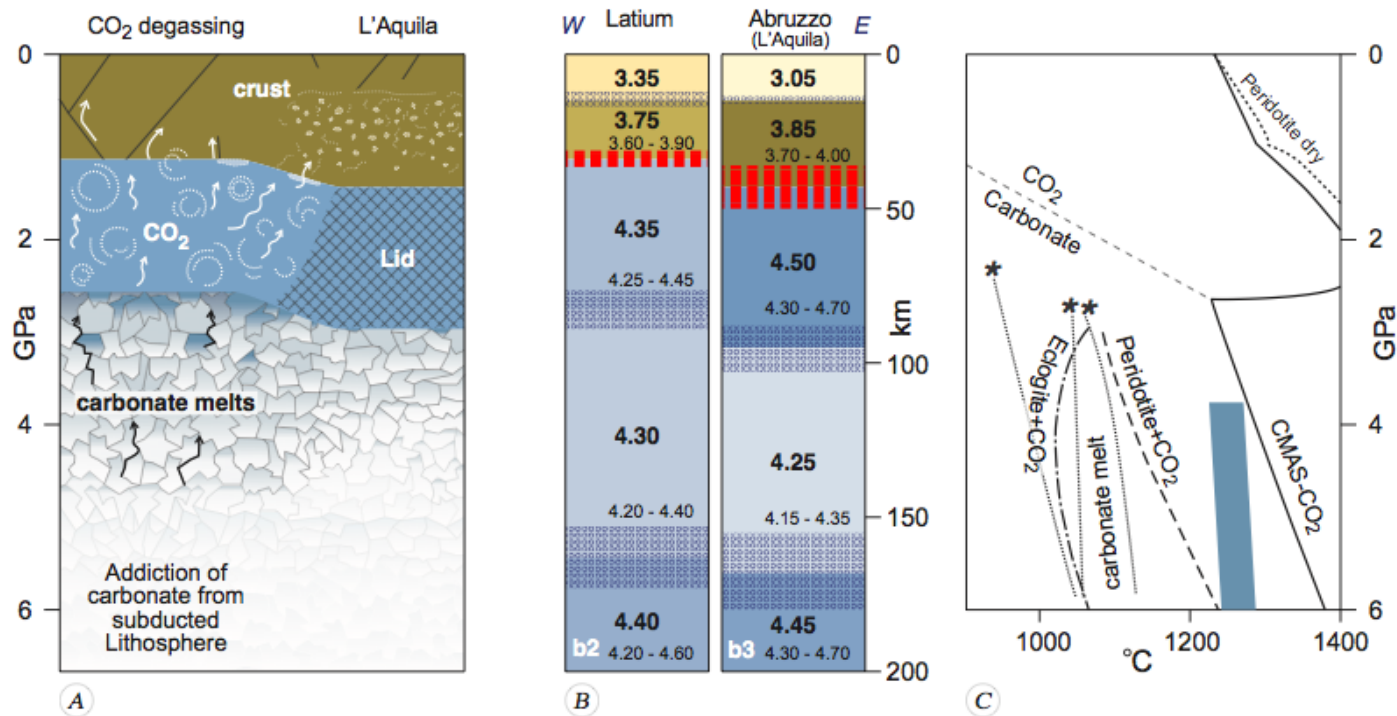 CO2 degassing
L'Aquila
0
2
4
6
GPa
crust
CO2
Lid
carbonate melts
Addiction of
carbonate from
subducted
Lithosphere
A
W
Latium
Abruzzo
(L'Aquila)
E
3.35
3.75
3.60 - 3.90
4.35
4.25 - 4.45
4.30
4.20 - 4.40
4.40
b2
4.20 - 4.60
3.05
3.85
3.70 - 4.00
4.50
4.30 - 4.70
4.25
4.15 - 4.35
4.45
b3
4.30 - 4.70
0
50
km
100
150
200
B
Peridotite dry
CO2
Carbonate
*
*
*
Eclogite+CO2
carbonate melt
Peridotite+CO2
CMAS-CO2
0
2
GPa
4
6
1000
°C
1200
1400
C